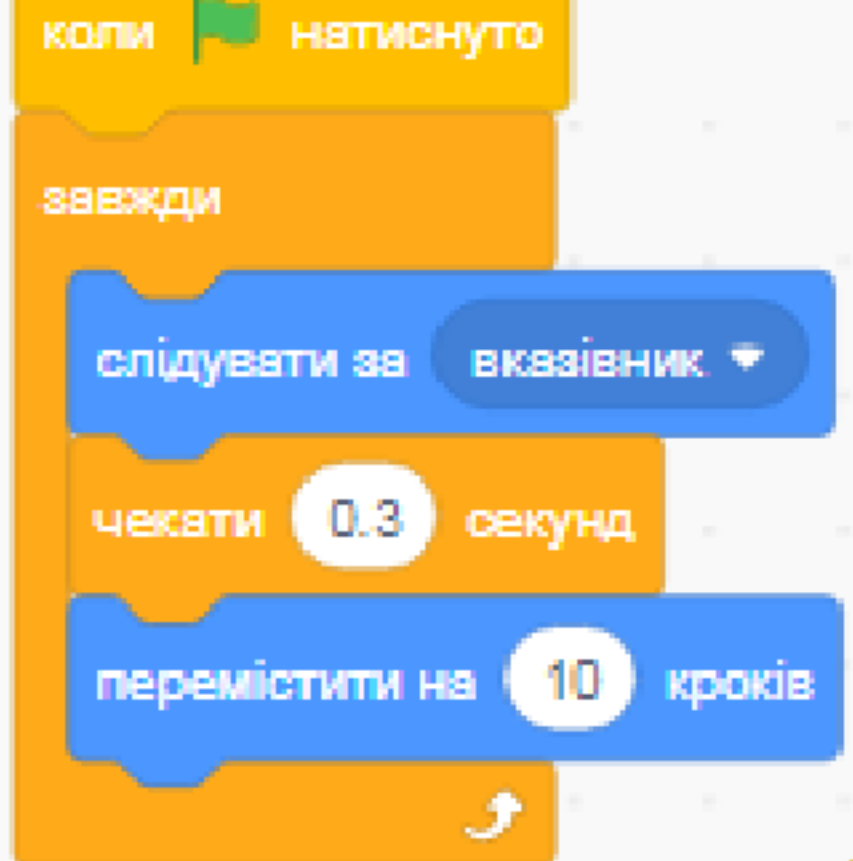 коли натиснуто
завжди
слідувати за вказівник
чекати 0.3 секунд
перемістити на 10 кроків